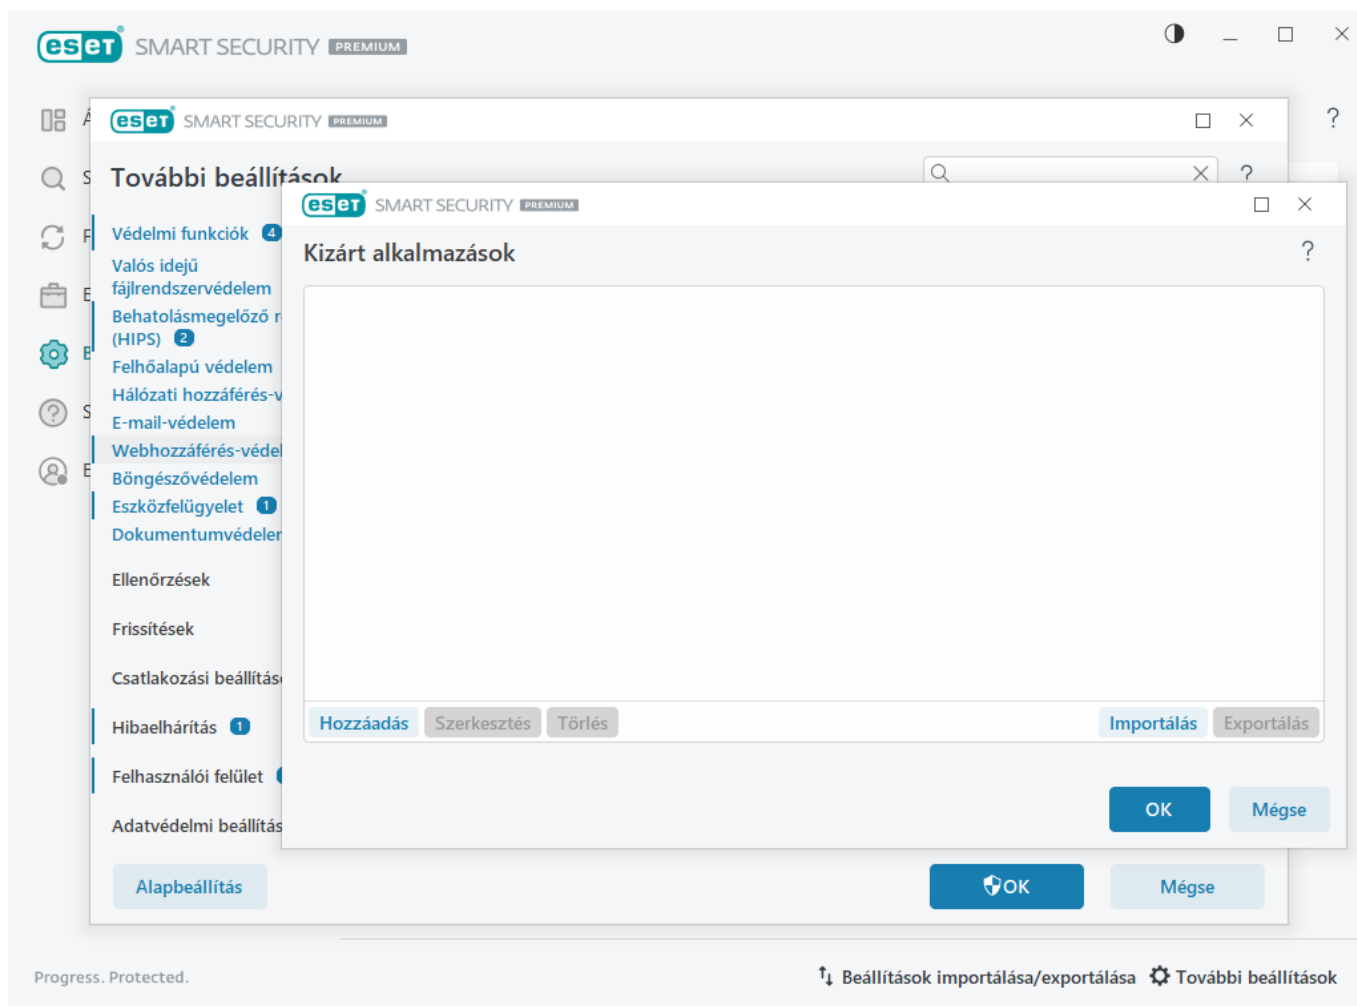 eset SMART SECURITY PREMIUM
?
eset SMART SECURITY PREMIUM
További beállítások
?
Védelmi funkciók 4
Valós idejű
fájlrendszervédelem
Behatolásmegelőző r
(HIPS) 2
Felhőalapú védelem
Hálózati hozzáférés-v
E-mail-védelem
Webhozzáférés-védel
Böngészővédelem
Eszközfelügyelet 1
Dokumentumvédeler
Ellenőrzések
Frissítések
Csatlakozási beállítás
Hibaelhárítás 1
Felhasználói felület
Adatvédelmi beállítás
Alapbeállítás
OK
Mégse
eset SMART SECURITY PREMIUM
Kizárt alkalmazások
?
Hozzáadás Szerkesztés Törlés
Importálás Exportálás
OK
Mégse
Progress. Protected.
Beállítások importálása/exportálása
További beállítások